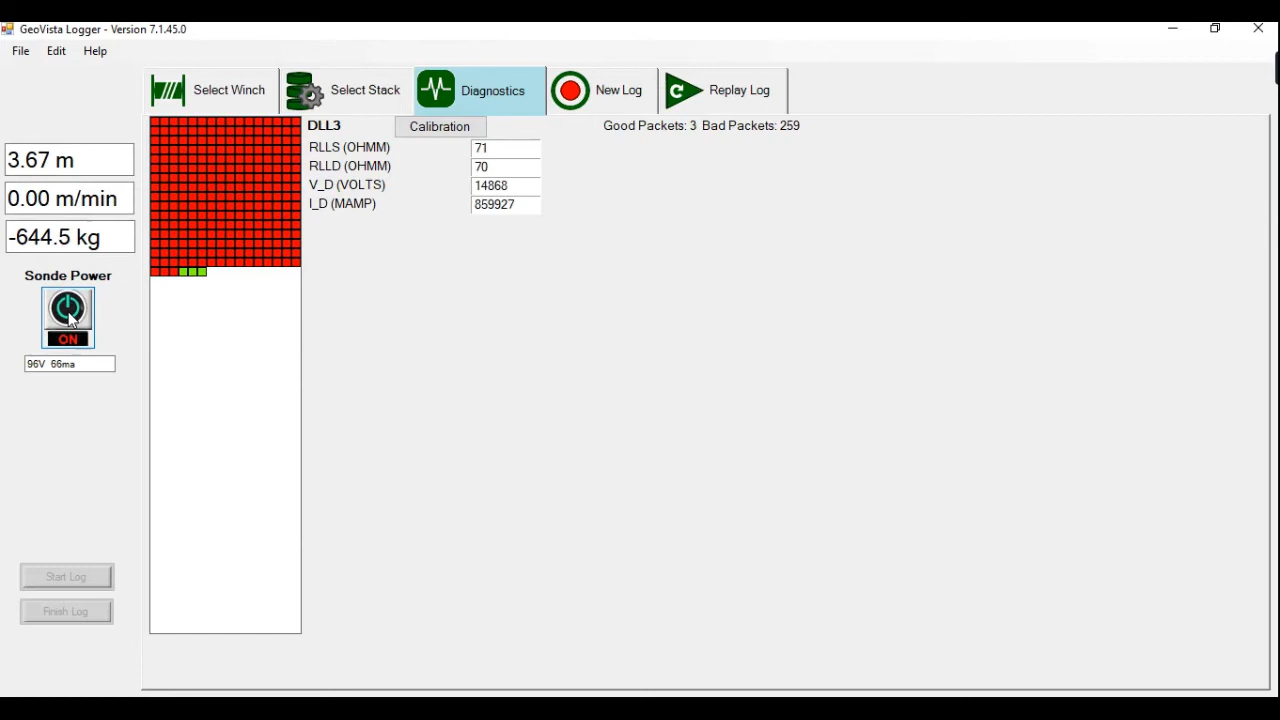 GeoVista Logger - Version 7.1.45.0
File Edit Help
Select Winch Select Stack Diagnostics New Log Replay Log
DLL3 Calibration Good Packets: 3 Bad Packets: 259
RLLS (OHMM) 71
RLLD (OHMM) 70
V_D (VOLTS) 14868
I_D (MAMP) 859927
3.67 m
0.00 m/min
-644.5 kg
Sonde Power
ON
96V 66ma
Start Log
Finish Log